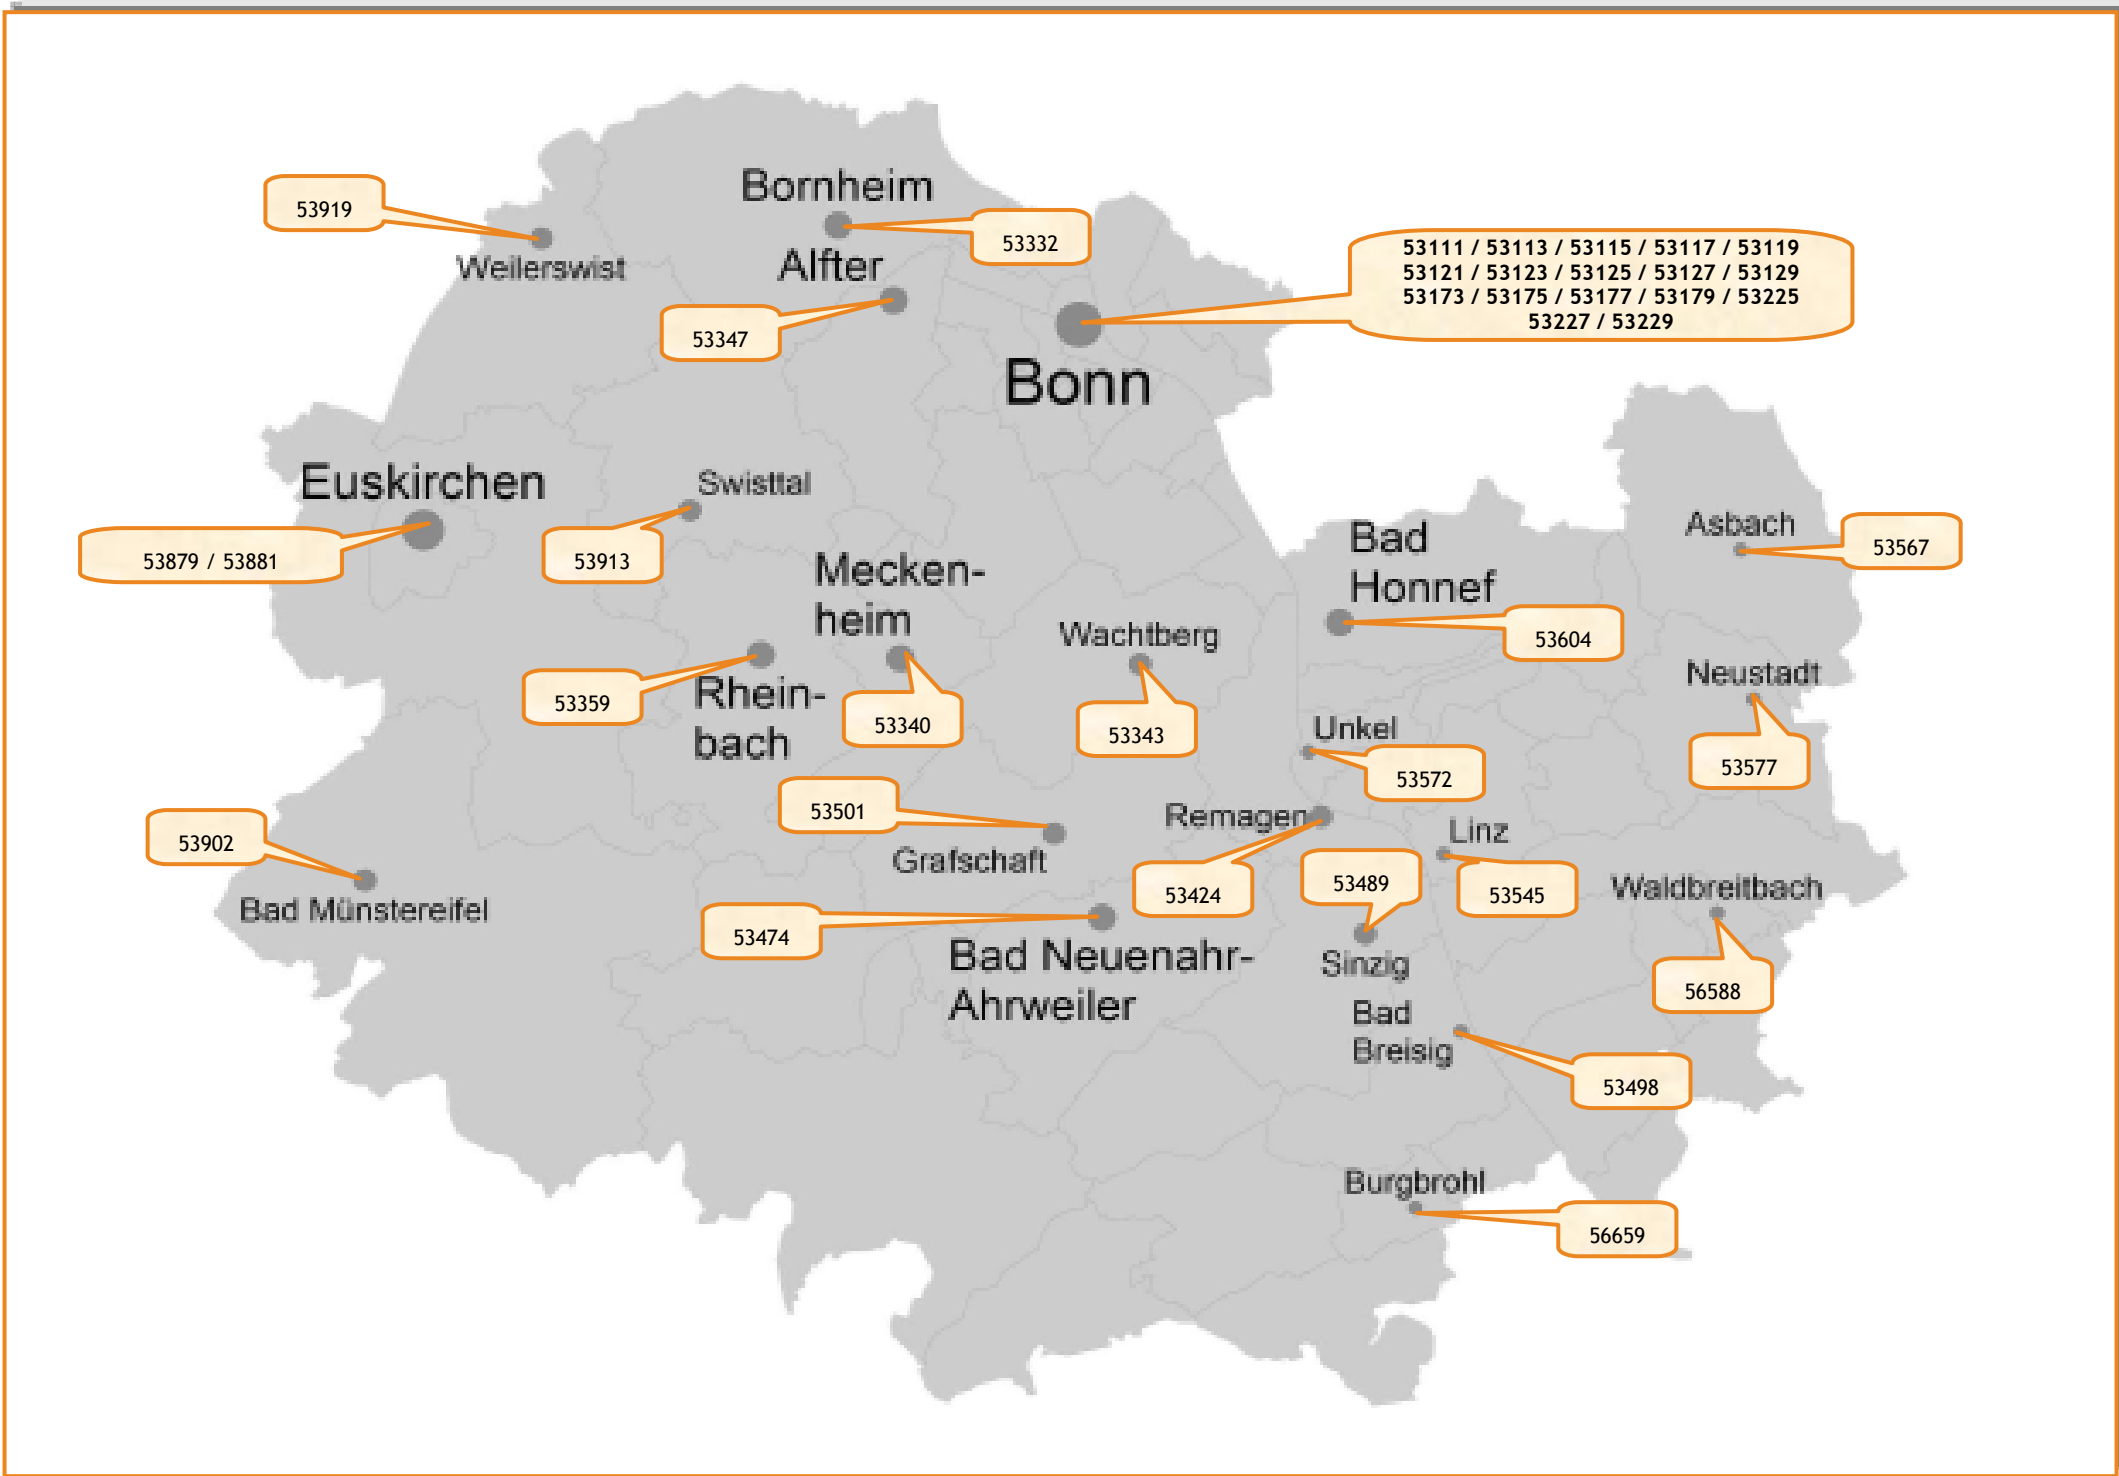 Bornheim
53919
53332
Weilerswist
Alfter
53111 / 53113 / 53115 / 53117 / 53119
53121 / 53123 / 53125 / 53127 / 53129
53173 / 53175 / 53177 / 53179 / 53225
53227 / 53229
53347
Bonn
Euskirchen
Swisttal
53879 / 53881
53913
Asbach
53567
Bad
Honnef
Mecken-
heim
53604
Wachtberg
Neustadt
53359
Rhein-
bach
53340
53343
Unkel
53572
53577
53501
Remagen
Linz
53902
Grafschaft
53424
53489
53545
Waldbreitbach
Bad Münstereifel
53474
Bad Neuenahr-
Ahrweiler
Sinzig
56588
Bad
Breisig
53498
Burgbrohl
56659